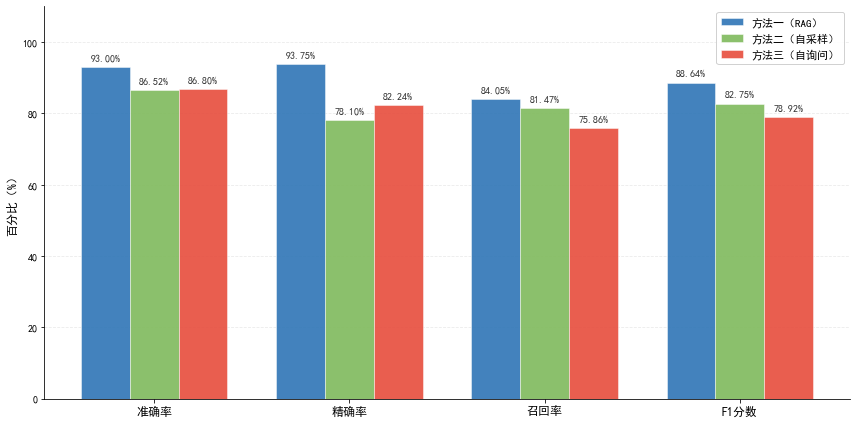 方法一（RAG）
方法二（自采样）
方法三（自询问）
百分比（%）
100
80
60
40
20
0
93.00%
86.52%
86.80%
93.75%
78.10%
82.24%
84.05%
81.47%
75.86%
88.64%
82.75%
78.92%
准确率
精确率
召回率
F1分数